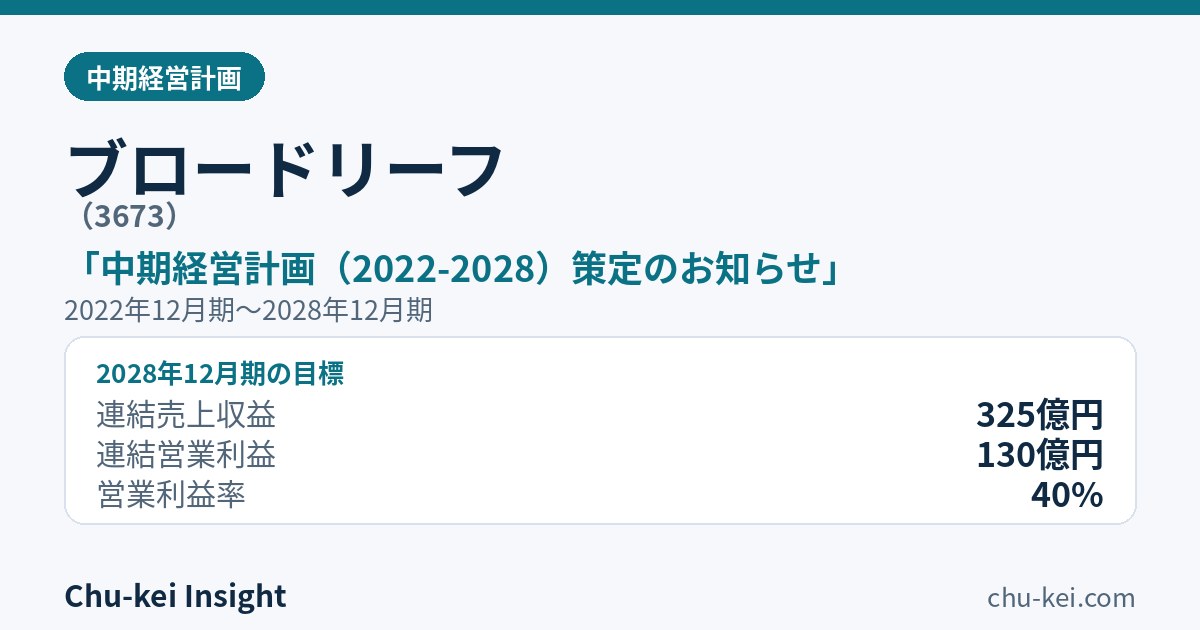 中期経営計画
ブロードリーフ
（3673）
「中期経営計画（2022-2028）策定のお知らせ」
2022年12月期〜2028年12月期
2028年12月期の目標
連結売上収益 325億円
連結営業利益 130億円
営業利益率 40%
Chu-kei Insight chu-kei.com